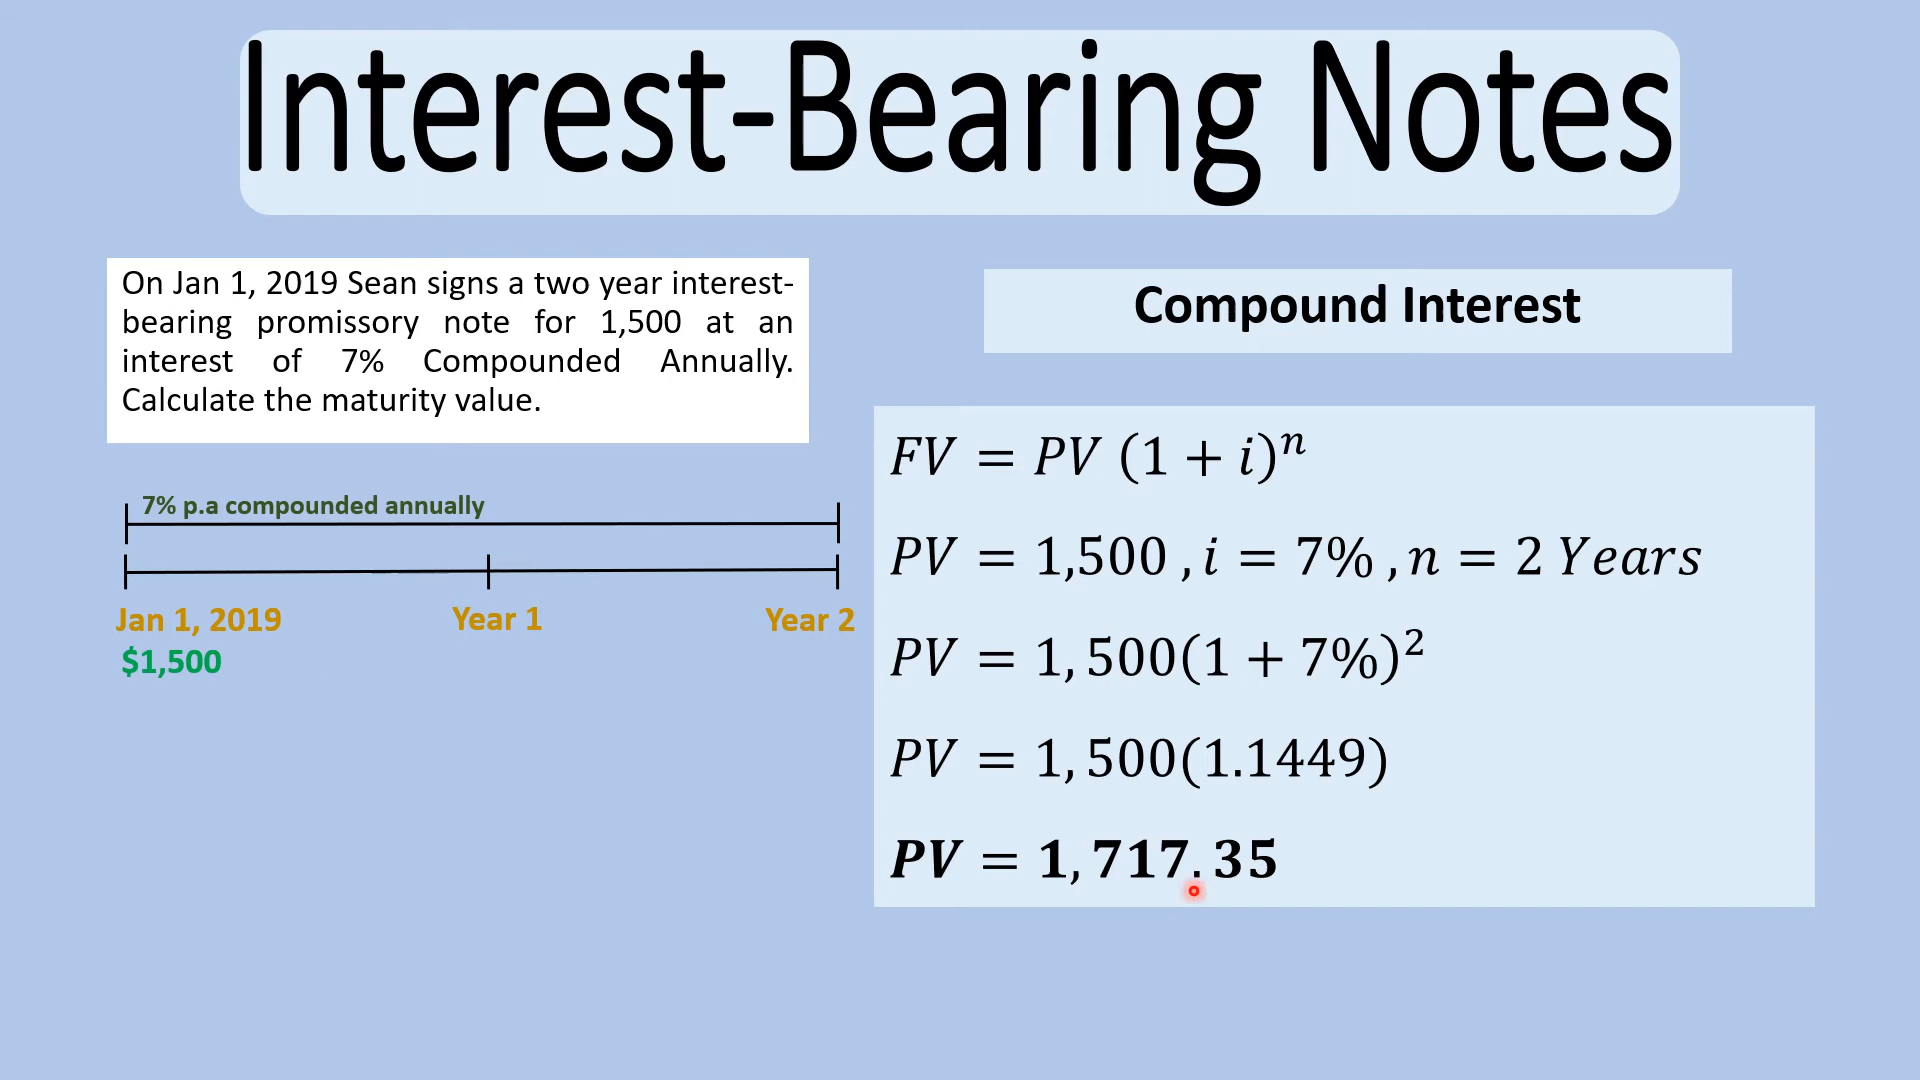 Interest-Bearing Notes
On Jan 1, 2019 Sean signs a two year interest-
bearing promissory note for 1,500 at an
interest of 7% Compounded Annually.
Calculate the maturity value.
7% p.a compounded annually
Jan 1, 2019 Year 1 Year 2
$1,500
Compound Interest
FV = PV (1 + i)ⁿ
PV = 1,500 , i = 7% , n = 2 Years
PV = 1,500(1 + 7%)²
PV = 1,500(1.1449)
PV = 1,717.35